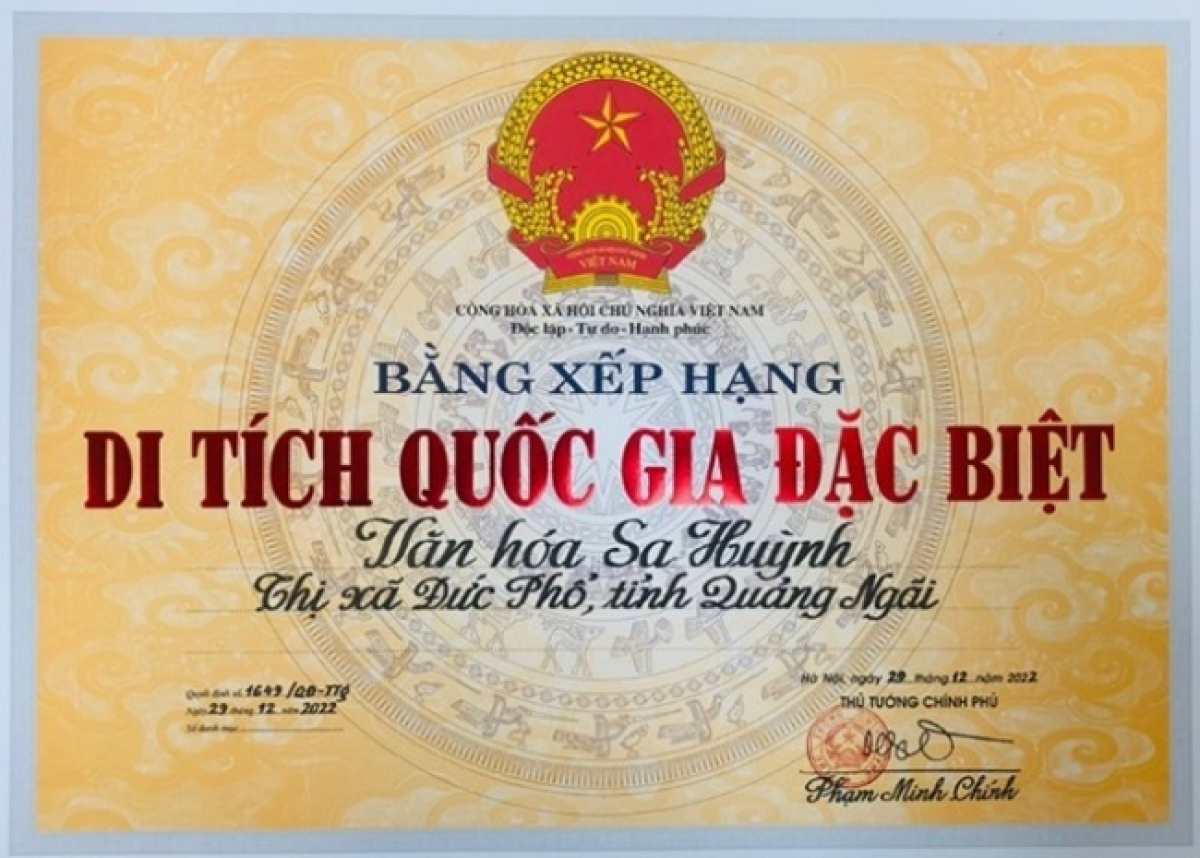 VIỆT NAM
CỘNG HÒA XÃ HỘI CHỦ NGHĨA VIỆT NAM
Độc lập - Tự do - Hạnh phúc
BẰNG XẾP HẠNG
DI TÍCH QUỐC GIA ĐẶC BIỆT
Văn hóa Sa Huỳnh
Thị xã Đức Phổ, tỉnh Quảng Ngãi
Quyết định số 1649/QĐ-TTg
Ngày 29 tháng 12 năm 2022
Số danh mục
Hà Nội, ngày 29 tháng 12 năm 2022
THỦ TƯỚNG CHÍNH PHỦ
Phạm Minh Chính